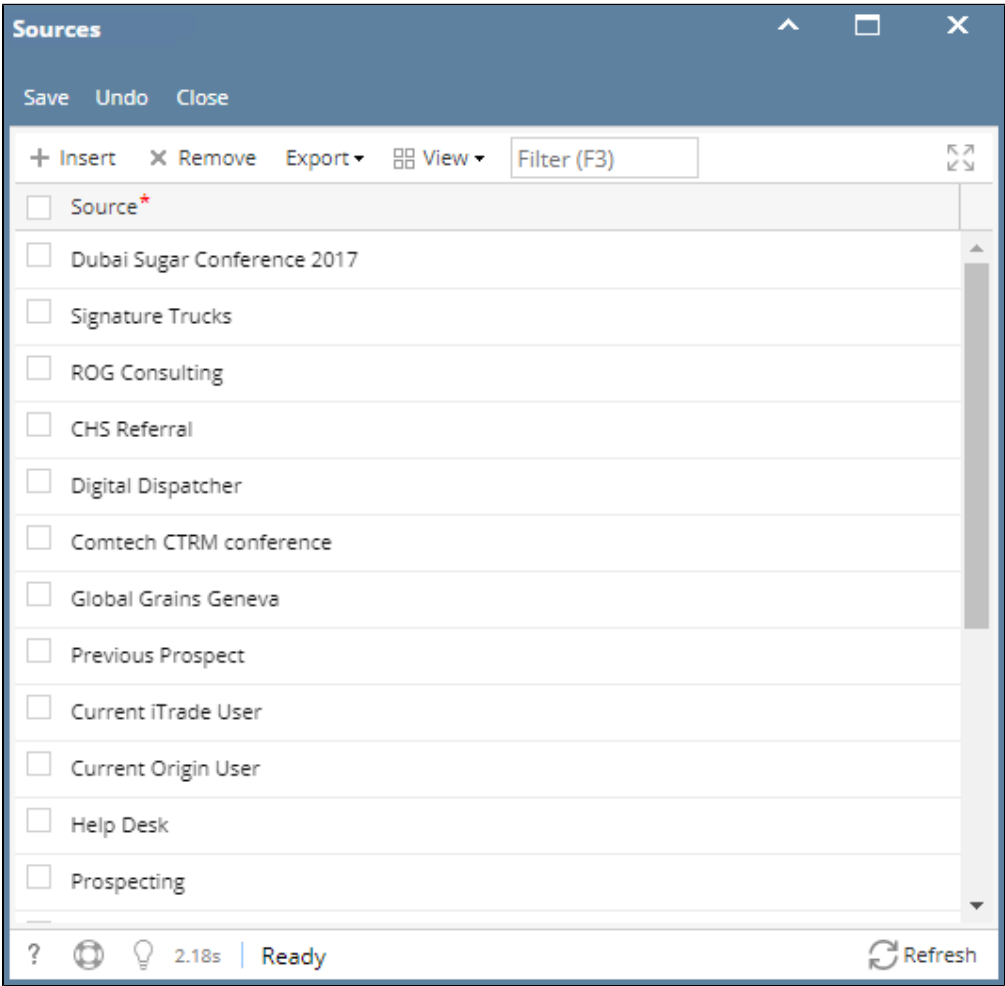 Sources
Save Undo Close
Insert Remove Export View Filter (F3)
Source*
Dubai Sugar Conference 2017
Signature Trucks
ROG Consulting
CHS Referral
Digital Dispatcher
Comtech CTRM conference
Global Grains Geneva
Previous Prospect
Current iTrade User
Current Origin User
Help Desk
Prospecting
? 2.18s Ready Refresh